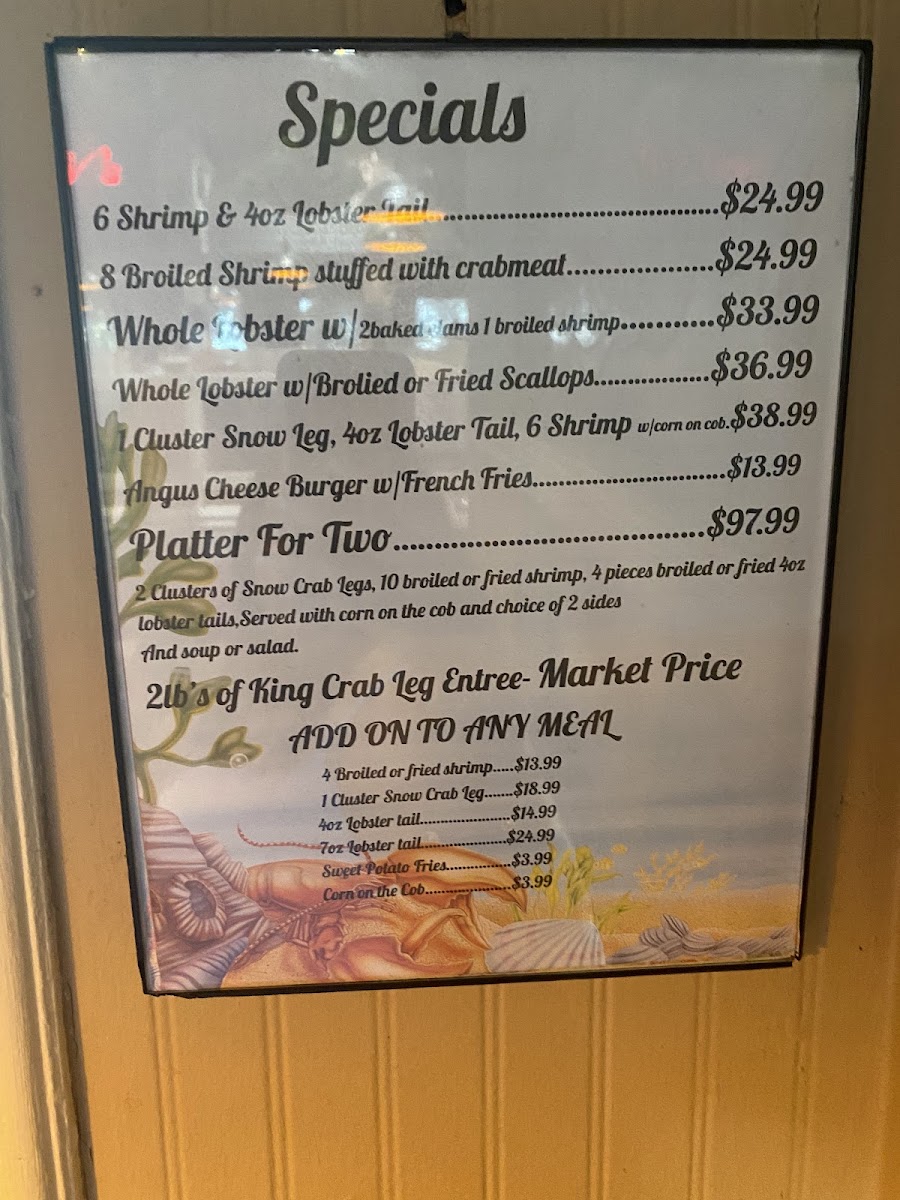 Specials
6 Shrimp & 4oz Lobster Tail.........................................$24.99
8 Broiled Shrimp stuffed with crabmeat....................$24.99
Whole Lobster w/2baked clams 1 broiled shrimp............$33.99
Whole Lobster w/Brolied or Fried Scallops.................$36.99
1 Cluster Snow Leg, 4oz Lobster Tail, 6 Shrimp w/corn on cob.$38.99
Angus Cheese Burger w/French Fries.............................$13.99
Platter For Two.....................................$97.99
2 Clusters of Snow Crab Legs, 10 broiled or fried shrimp, 4 pieces broiled or fried 4oz
lobster tails,Served with corn on the cob and choice of 2 sides
And soup or salad.
2lb's of King Crab Leg Entree- Market Price
ADD ON TO ANY MEAL
4 Broiled or fried shrimp.....$13.99
1 Cluster Snow Crab Leg.......$18.99
4oz Lobster tail......................$14.99
7oz Lobster tail.....................$24.99
Sweet Potato Fries................$3.99
Corn on the Cob.....................$3.99